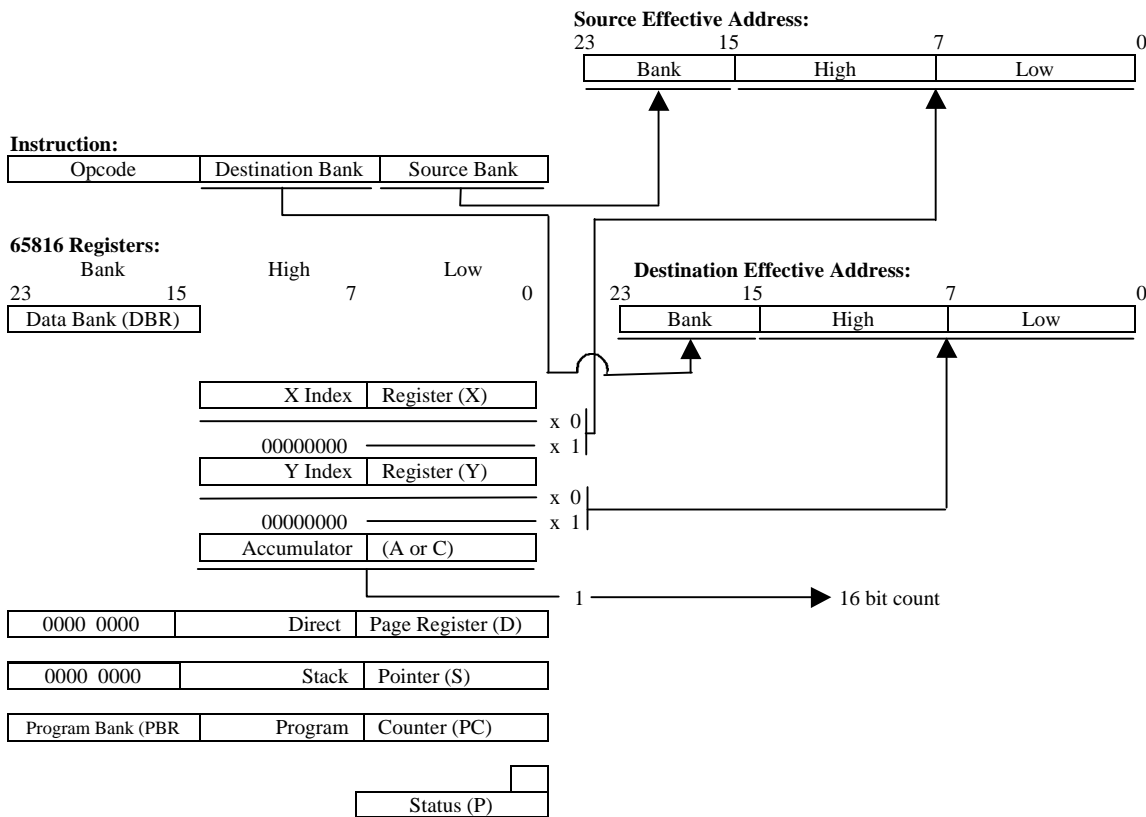 Source Effective Address:
23 15 7 0
Bank High Low
Instruction:
Opcode Destination Bank Source Bank
65816 Registers:
Bank High Low
23 15 7 0
Data Bank (DBR)
Destination Effective Address:
23 15 7 0
Bank High Low
X Index Register (X)
x 0
00000000 x 1
Y Index Register (Y)
x 0
00000000 x 1
Accumulator (A or C)
1 16 bit count
0000 0000 Direct Page Register (D)
0000 0000 Stack Pointer (S)
Program Bank (PBR Program Counter (PC)
Status (P)